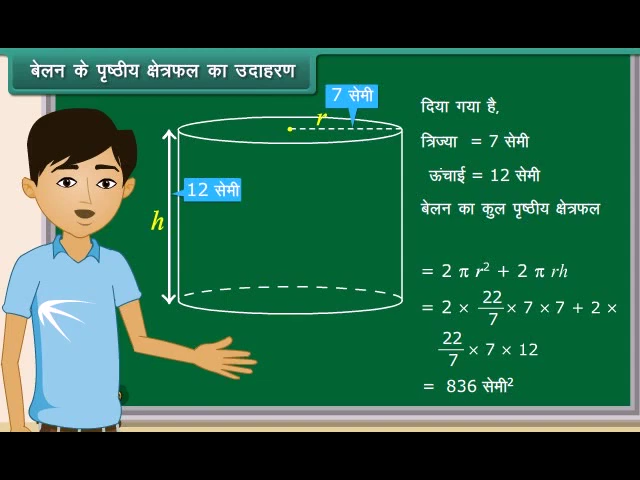 बेलन के पृष्ठीय क्षेत्रफल का उदाहरण
7 सेमी
r
12 सेमी
h
दिया गया है,
त्रिज्या = 7 सेमी
ऊंचाई = 12 सेमी
बेलन का कुल पृष्ठीय क्षेत्रफल
= 2 π r² + 2 π rh
= 2 × 22/7 × 7 × 7 + 2 ×
22/7 × 7 × 12
= 836 सेमी²